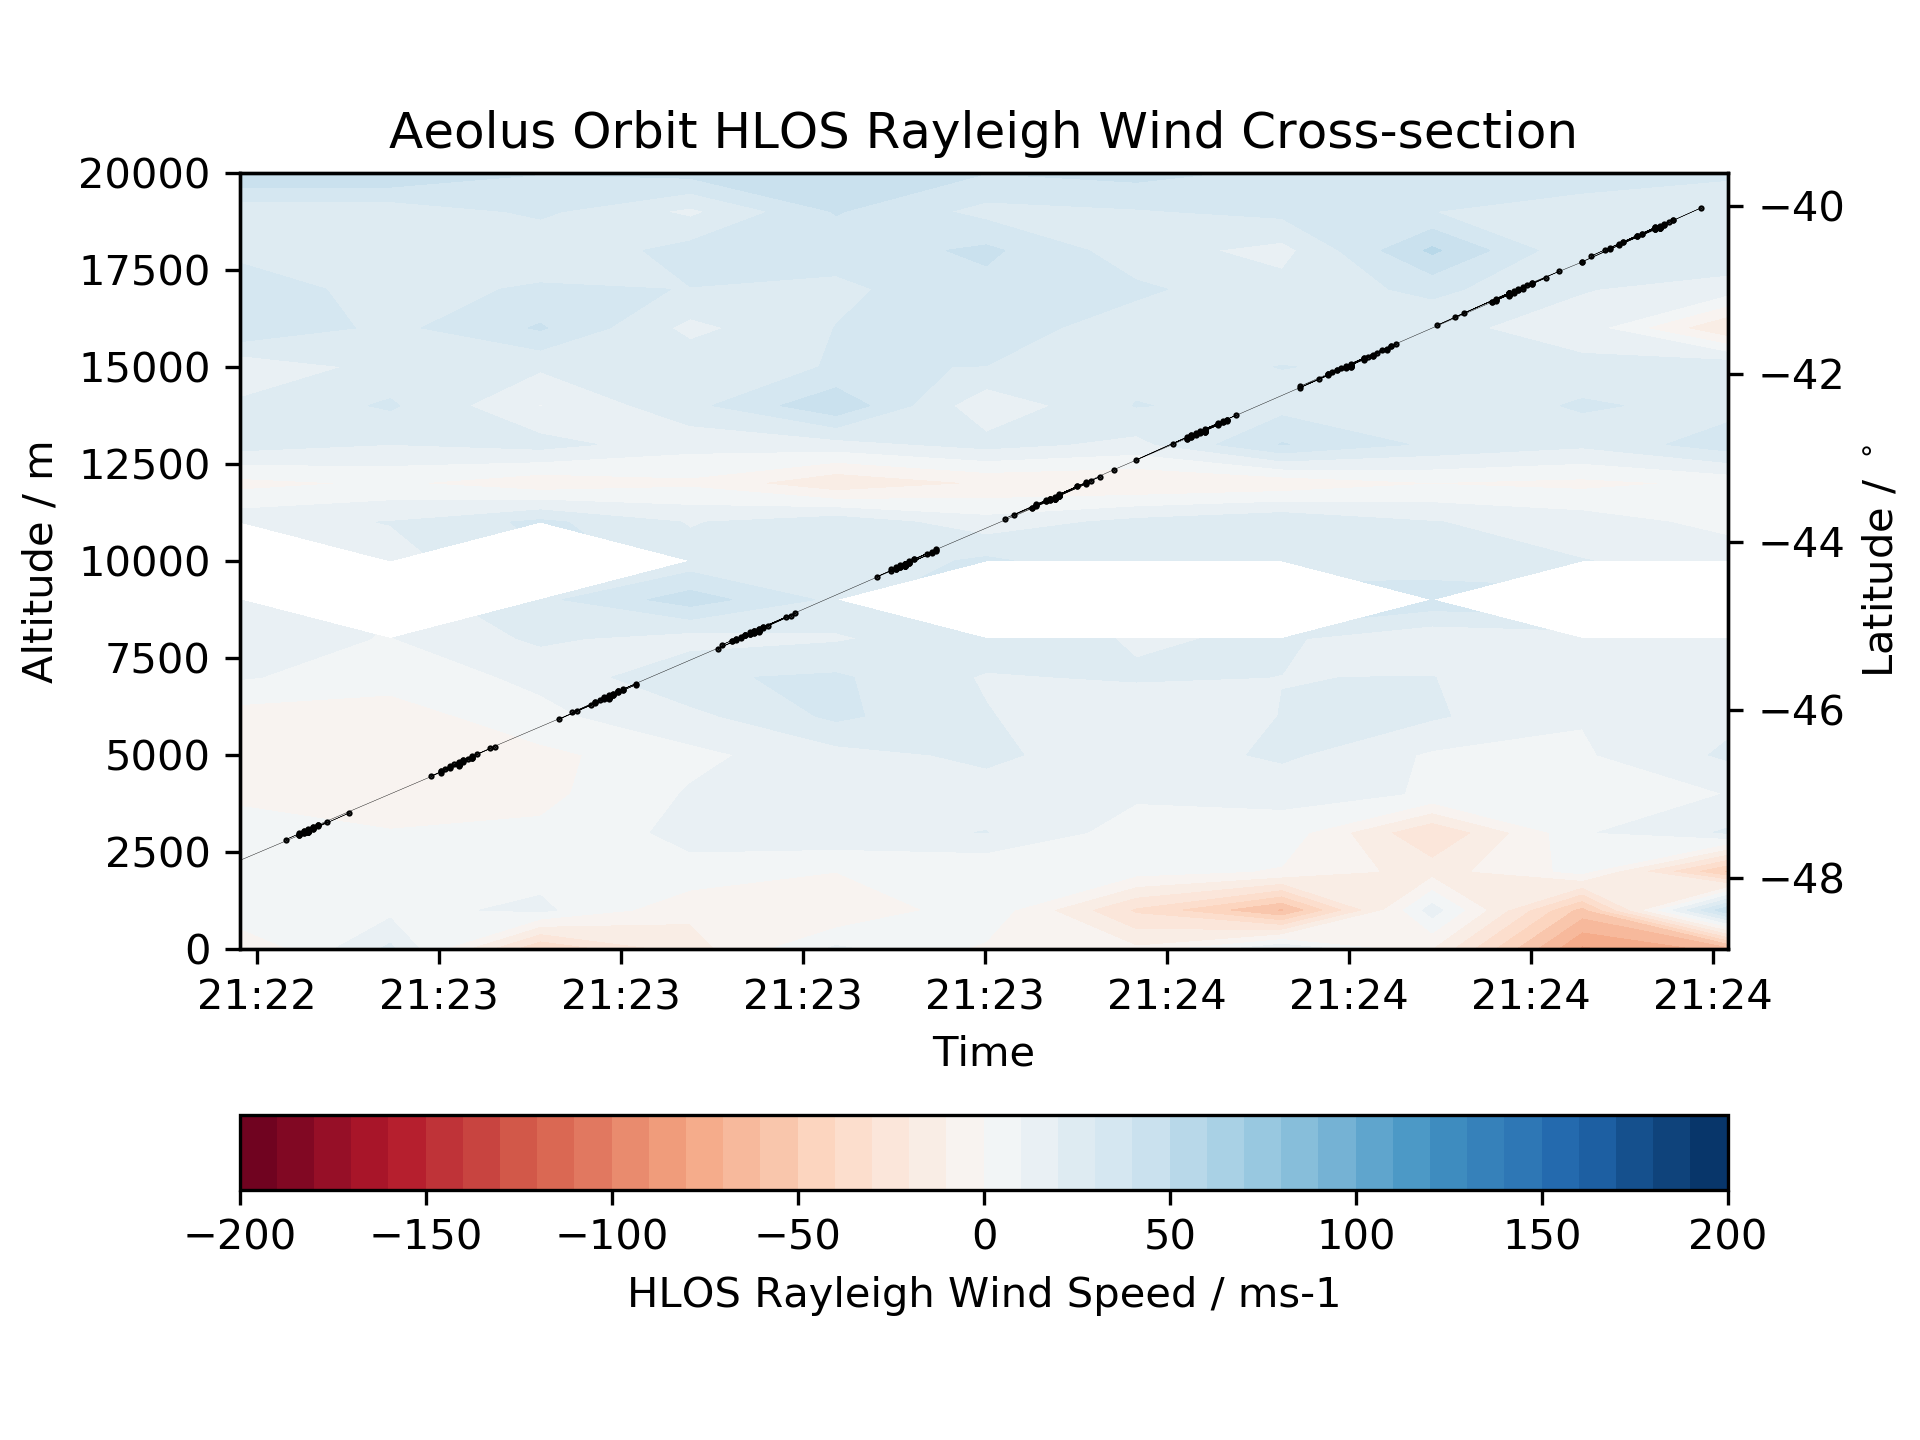 Aeolus Orbit HLOS Rayleigh Wind Cross-section
20000
17500
15000
12500
10000
7500
5000
2500
0
Altitude / m
−40
−42
−44
−46
−48
Latitude / °
21:22 21:23 21:23 21:23 21:23 21:24 21:24 21:24 21:24
Time
−200 −150 −100 −50 0 50 100 150 200
HLOS Rayleigh Wind Speed / ms-1